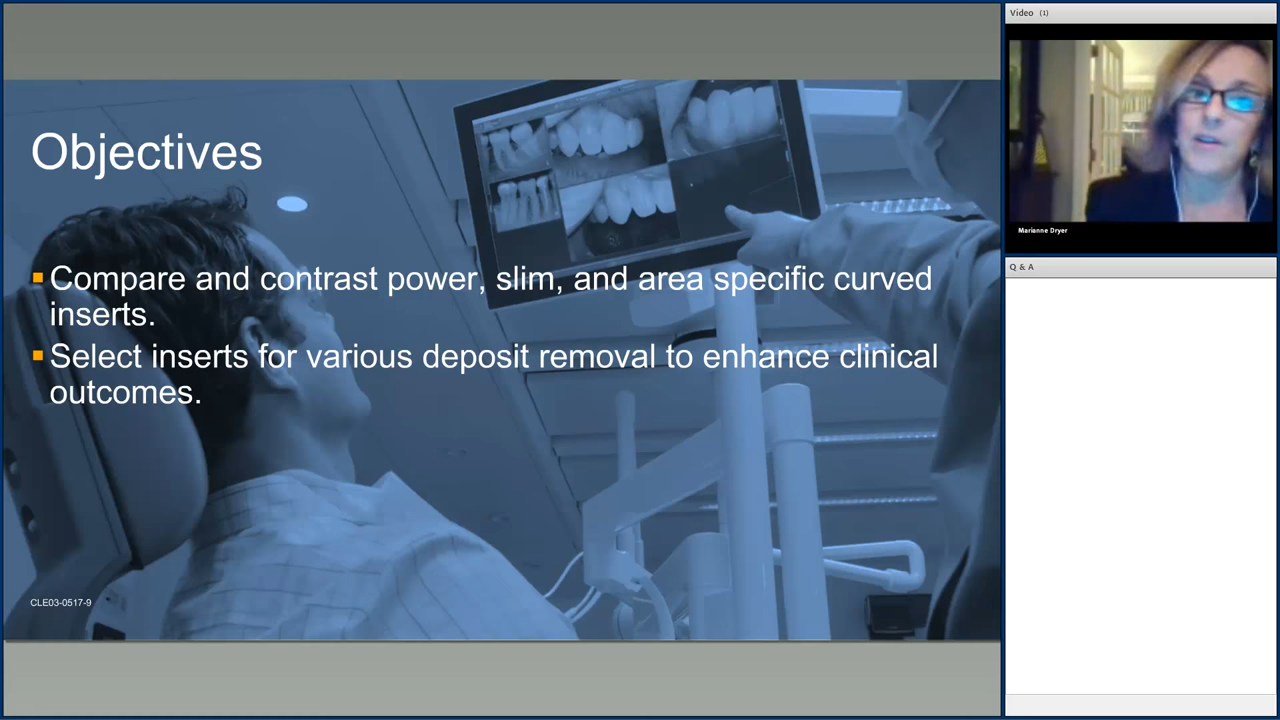 Objectives
Compare and contrast power, slim, and area specific curved
inserts.
Select inserts for various deposit removal to enhance clinical
outcomes.
CLE03-0517-9
Video (1)
Marianne Dryer
Q & A